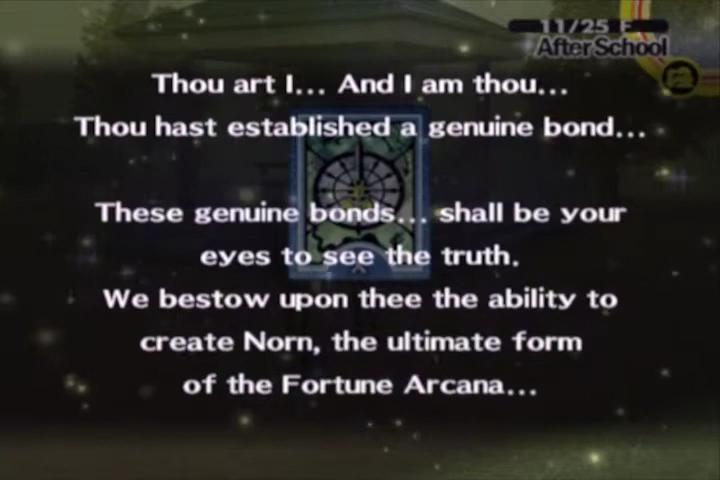 11/25 F
After School
Thou art I... And I am thou...
Thou hast established a genuine bond...
These genuine bonds... shall be your
eyes to see the truth.
We bestow upon thee the ability to
create Norn, the ultimate form
of the Fortune Arcana...